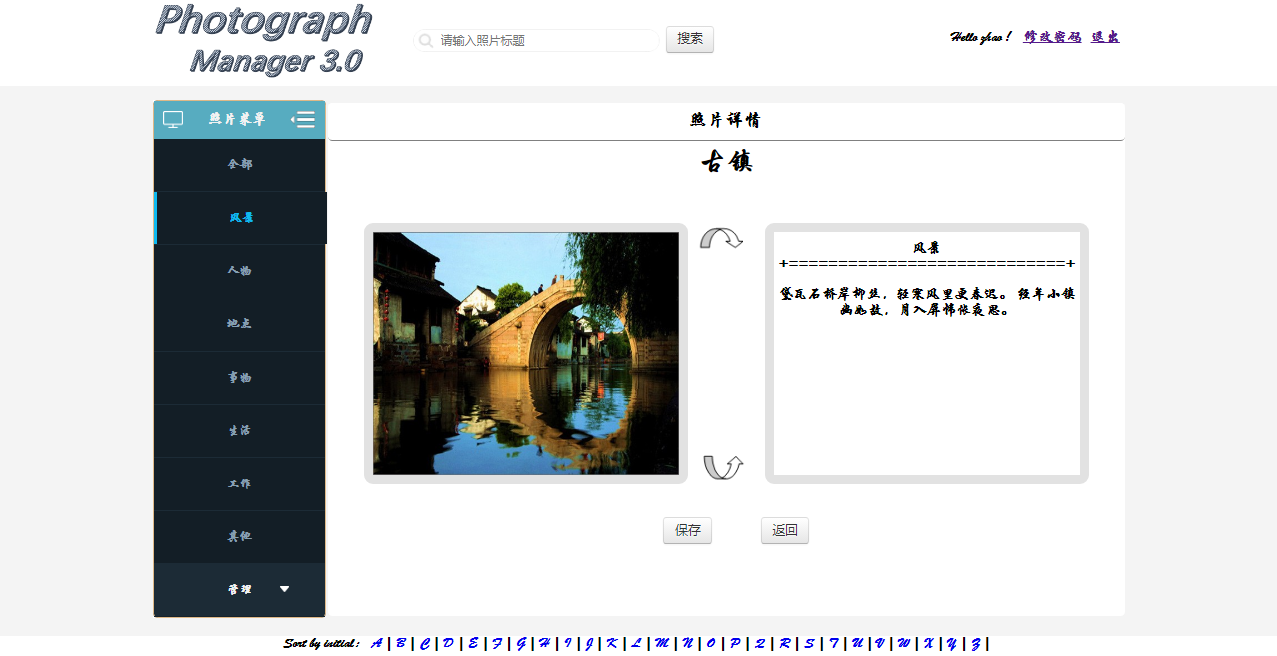 Photograph
Manager 3.0
请输入照片标题
搜索
Hello zhao！ 修改密码 退出
照片菜单
全部
风景
人物
地点
事物
生活
工作
其他
管理
照片详情
古镇
风景
+============================+
黛瓦石桥岸柳丝，轻寒风里更春迟。经年小镇
幽如故，月入屏帏惟夜思。
保存
返回
Sort by initial： A | B | C | D | E | F | G | H | I | J | K | L | M | N | O | P | Q | R | S | T | U | V | W | X | Y | Z |